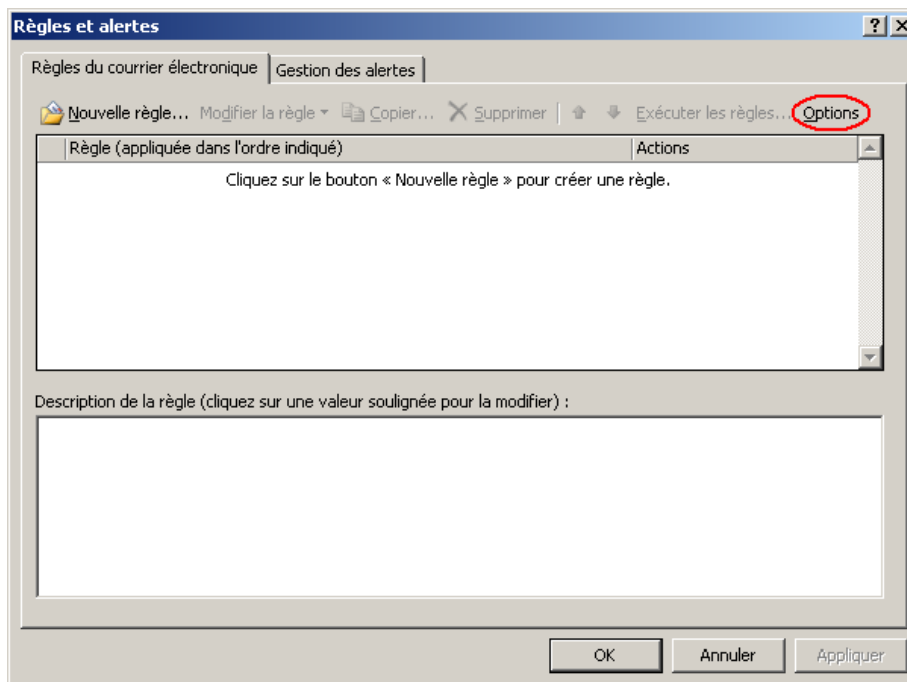 Règles et alertes
Règles du courrier électronique Gestion des alertes
Nouvelle règle... Modifier la règle Copier... Supprimer Exécuter les règles... Options
Règle (appliquée dans l'ordre indiqué) Actions
Cliquez sur le bouton « Nouvelle règle » pour créer une règle.
Description de la règle (cliquez sur une valeur soulignée pour la modifier) :
OK Annuler Appliquer